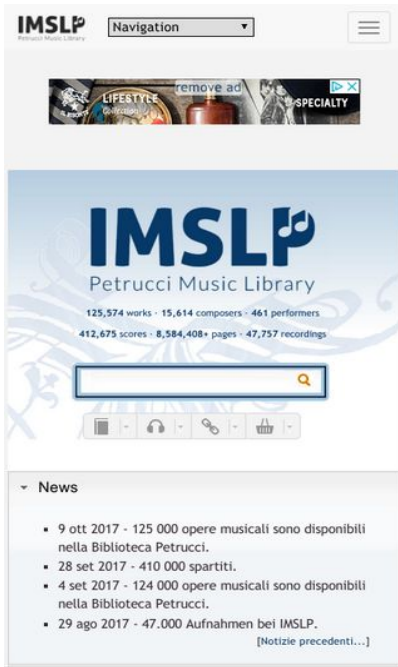 IMSLP
Petrucci Music Library
Navigation
remove ad
LIFESTYLE
Collection
SPECIALTY
IMSLP
Petrucci Music Library
125,574 works · 15,614 composers · 461 performers
412,675 scores · 8,584,408+ pages · 47,757 recordings
News
9 ott 2017 - 125 000 opere musicali sono disponibili
nella Biblioteca Petrucci.
28 set 2017 - 410 000 spartiti.
4 set 2017 - 124 000 opere musicali sono disponibili
nella Biblioteca Petrucci.
29 ago 2017 - 47.000 Aufnahmen bei IMSLP.
[Notizie precedenti...]